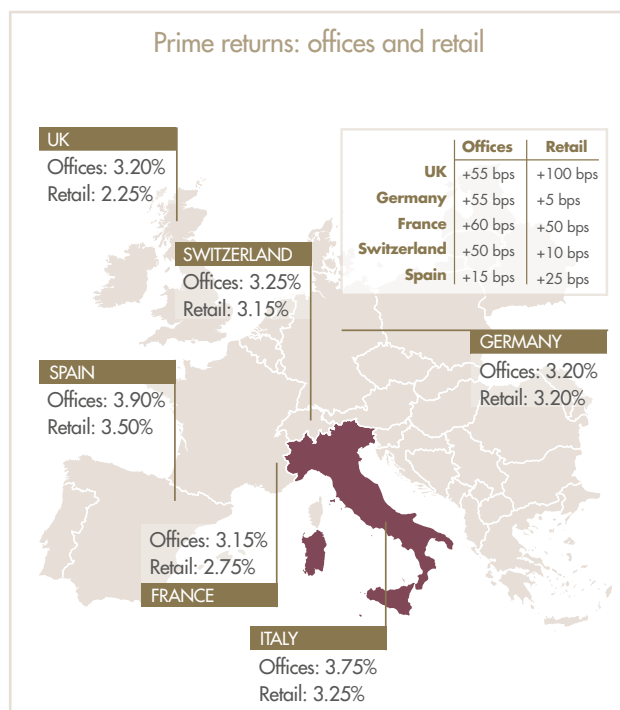 Prime returns: offices and retail
UK
Offices: 3.20%
Retail: 2.25%
Offices Retail
UK +55 bps +100 bps
Germany +55 bps +5 bps
France +60 bps +50 bps
Switzerland +50 bps +10 bps
Spain +15 bps +25 bps
SWITZERLAND
Offices: 3.25%
Retail: 3.15%
GERMANY
Offices: 3.20%
Retail: 3.20%
SPAIN
Offices: 3.90%
Retail: 3.50%
Offices: 3.15%
Retail: 2.75%
FRANCE
ITALY
Offices: 3.75%
Retail: 3.25%